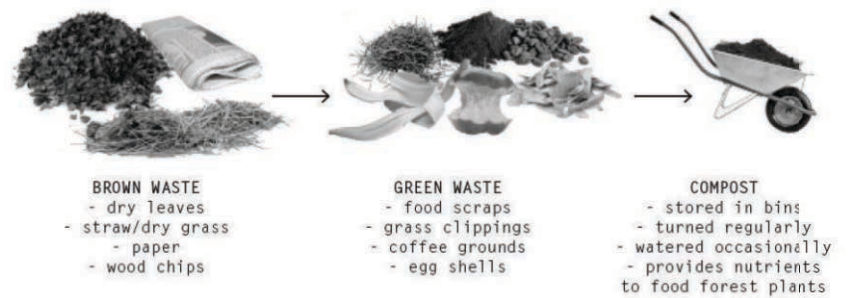 BROWN WASTE
- dry leaves
- straw/dry grass
- paper
- wood chips
GREEN WASTE
- food scraps
- grass clippings
- coffee grounds
- egg shells
COMPOST
- stored in bins
- turned regularly
- watered occasionally
- provides nutrients
to food forest plants